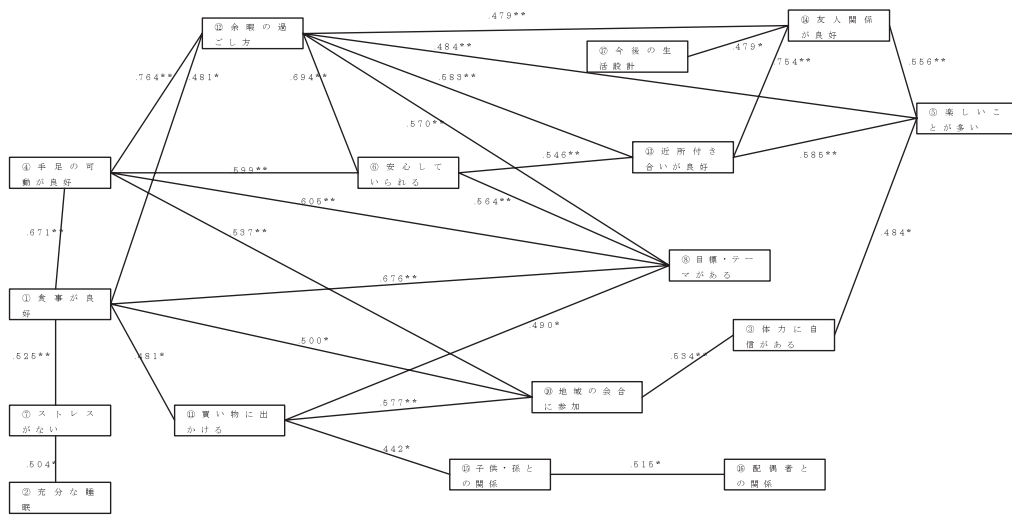 ⑫ 余 暇 の 過
ご し 方
.479**
⑭ 友 人 関 係
が 良 好
⑰ 今 後 の 生
活 設 計
.479*
.484**
.764**
.481*
.694**
.583**
.754**
.556**
⑤ 楽 し い こ
と が 多 い
.570**
④ 手 足 の 可
動 が 良 好
.599**
⑥ 安 心 し て
い ら れ る
.546**
⑬ 近 所 付 き
合 い が 良 好
.585**
.605**
.564**
.671**
.537**
.484*
⑧ 目 標 ・ テ ー
マ が あ る
.676**
① 食 事 が 良
好
.490*
.500*
③ 体 力 に 自
信 が あ る
.525**
.481*
.534**
⑩ 地 域 の 会 合
に 参 加
.577**
⑦ ス ト レ ス
が な い
⑪ 買 い 物 に 出
か け る
.442*
.504*
⑮ 子 供 ・ 孫 と
の 関 係
.515*
⑯ 配 偶 者 と
の 関 係
② 充 分 な 睡
眠